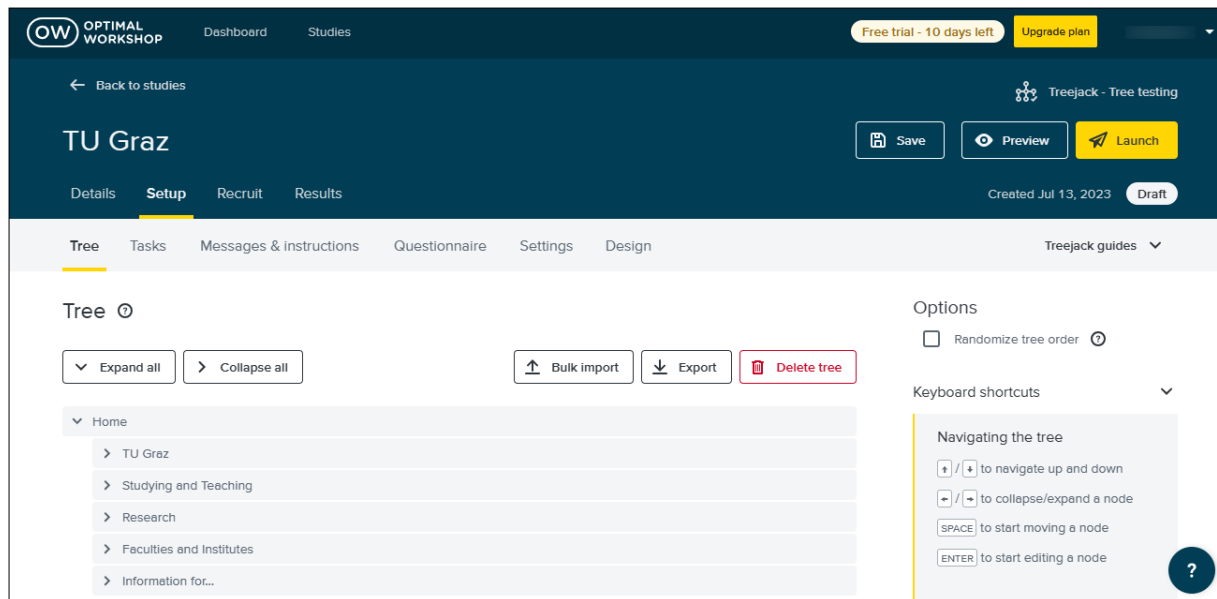 OW OPTIMAL WORKSHOP
Dashboard
Studies
Free trial - 10 days left
Upgrade plan
Back to studies
Treejack - Tree testing
TU Graz
Save
Preview
Launch
Details
Setup
Recruit
Results
Created Jul 13, 2023
Draft
Tree
Tasks
Messages & instructions
Questionnaire
Settings
Design
Treejack guides
Tree ?
Expand all
Collapse all
Bulk import
Export
Delete tree
Home
TU Graz
Studying and Teaching
Research
Faculties and Institutes
Information for...
Options
Randomize tree order ?
Keyboard shortcuts
Navigating the tree
↑ / ↓ to navigate up and down
← / → to collapse/expand a node
SPACE to start moving a node
ENTER to start editing a node
?